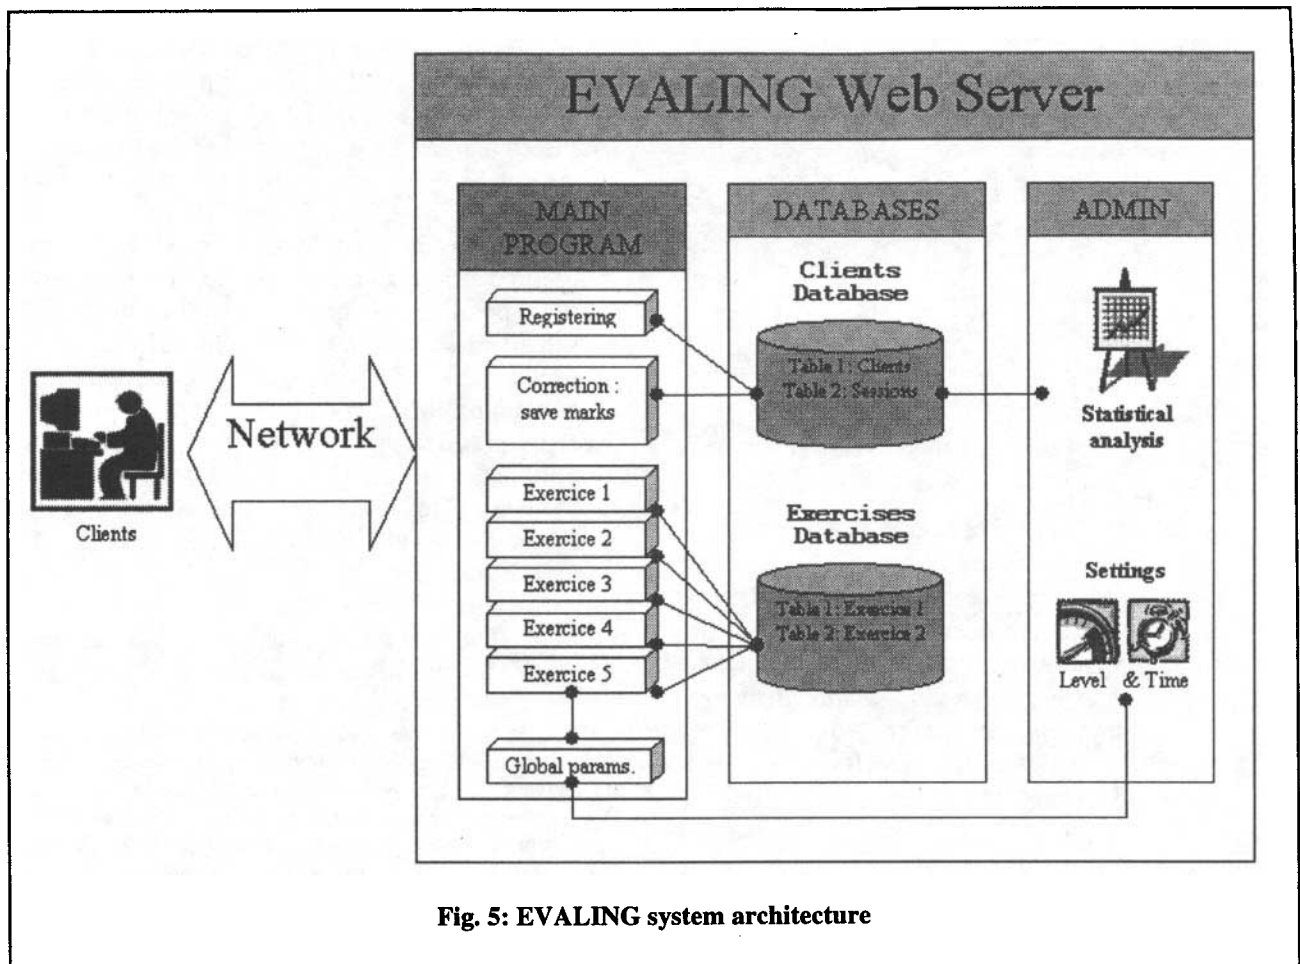 EVALING Web Server
MAIN
PROGRAM
Registering
Correction :
save marks
Exercice 1
Exercice 2
Exercice 3
Exercice 4
Exercice 5
Global params.
DATABASES
Clients
Database
Table 1: Clients
Table 2: Sessions
Exercises
Database
Table 1: Exercice 1
Table 2: Exercice 2
ADMIN
Statistical
analysis
Settings
Level & Time
Network
Clients
Fig. 5: EVALING system architecture